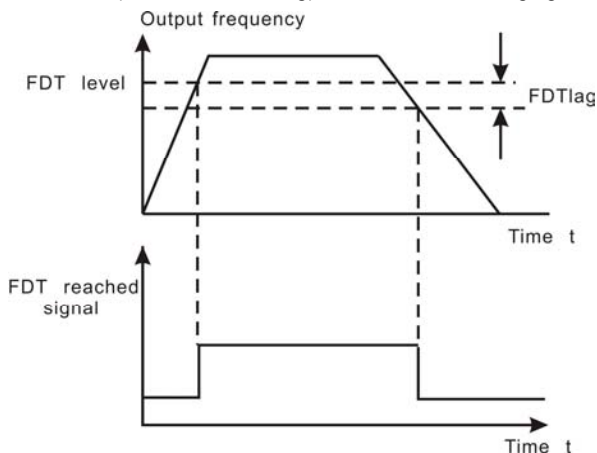 Output frequency
FDT level
FDTlag
Time t
FDT reached
signal
Time t